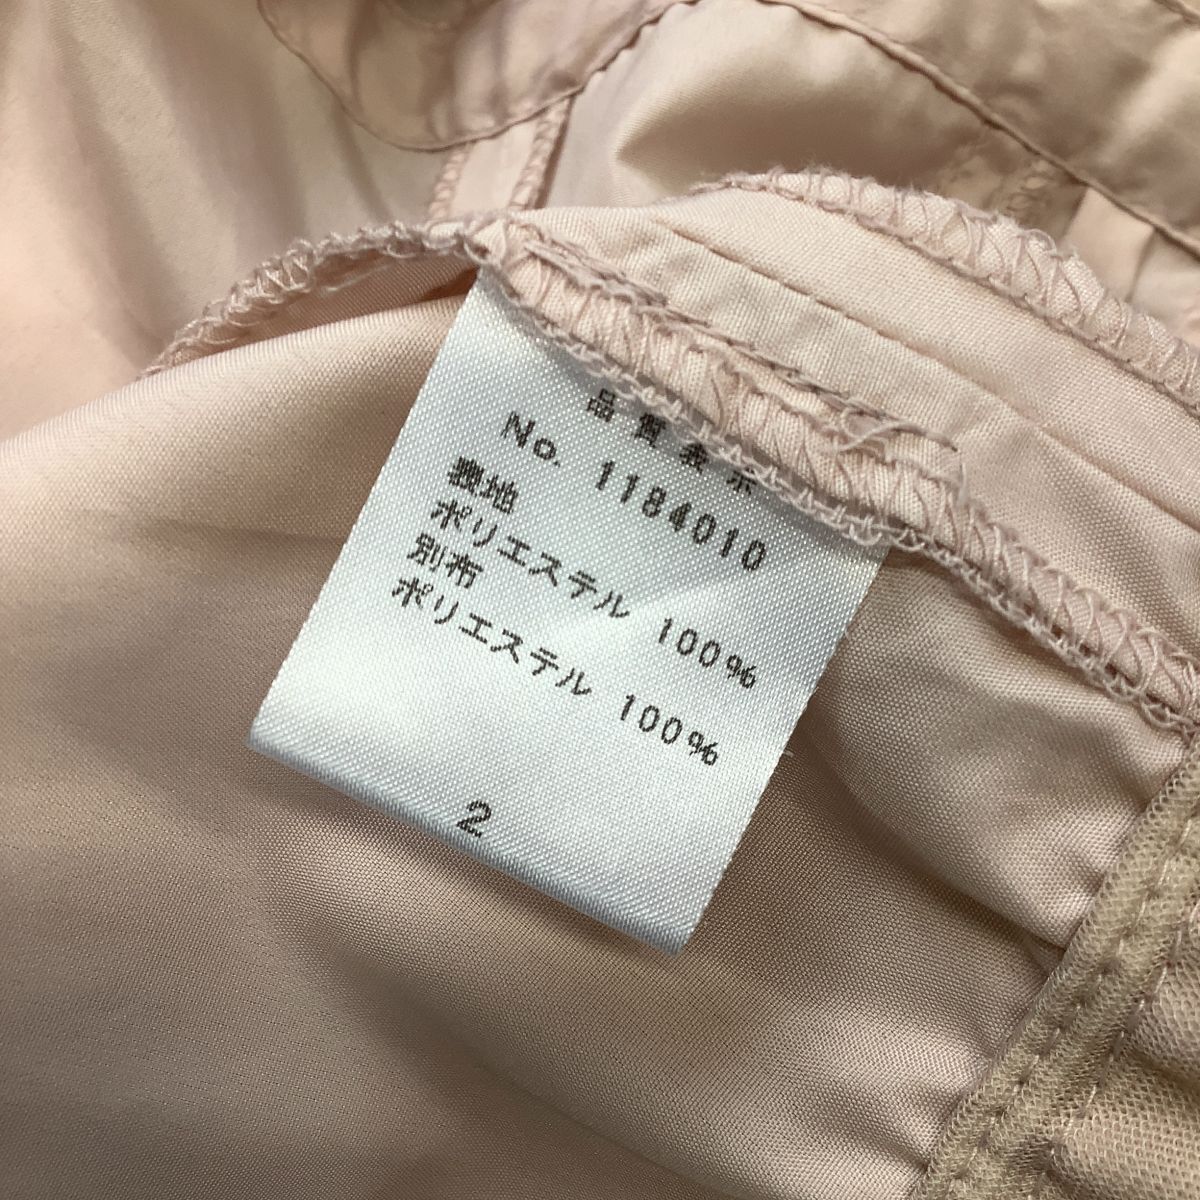 品質表示
No. 1184010
表地
ポリエステル 100%
別布
ポリエステル 100%
2